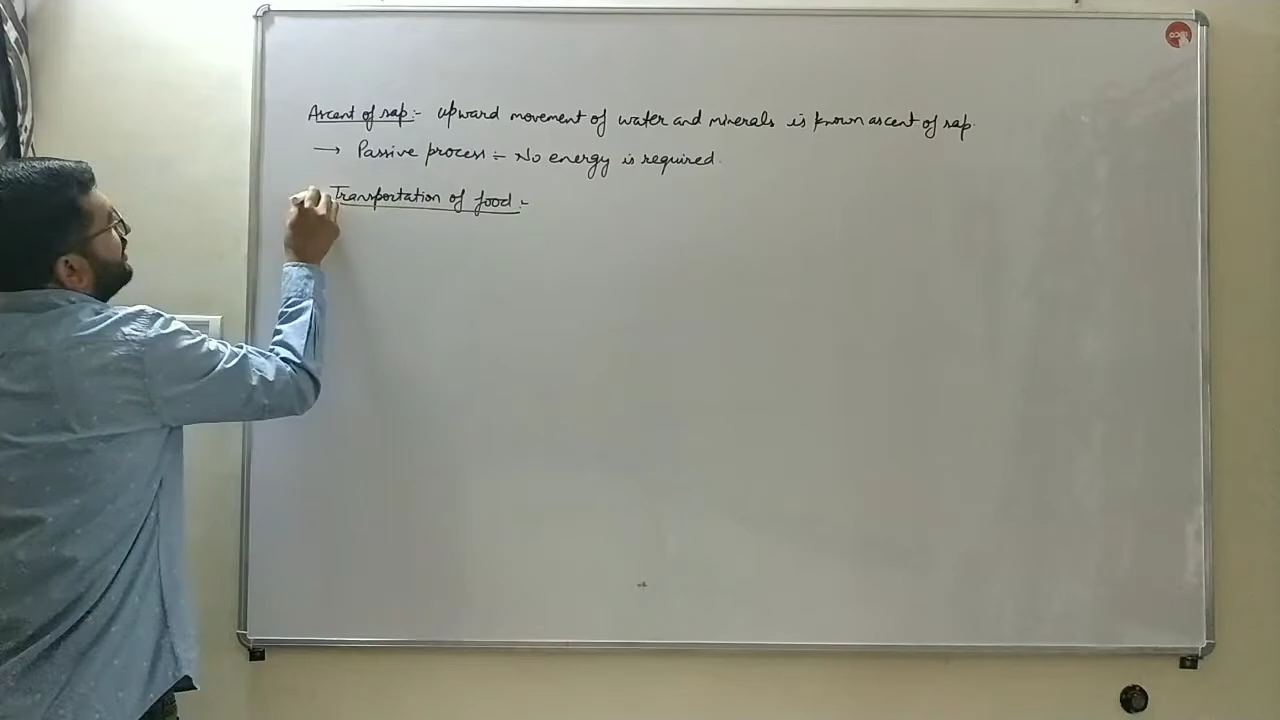 Ascent of sap:- upward movement of water and minerals is known ascent of sap.
→ Passive process:- No energy is required.
Transportation of food:-